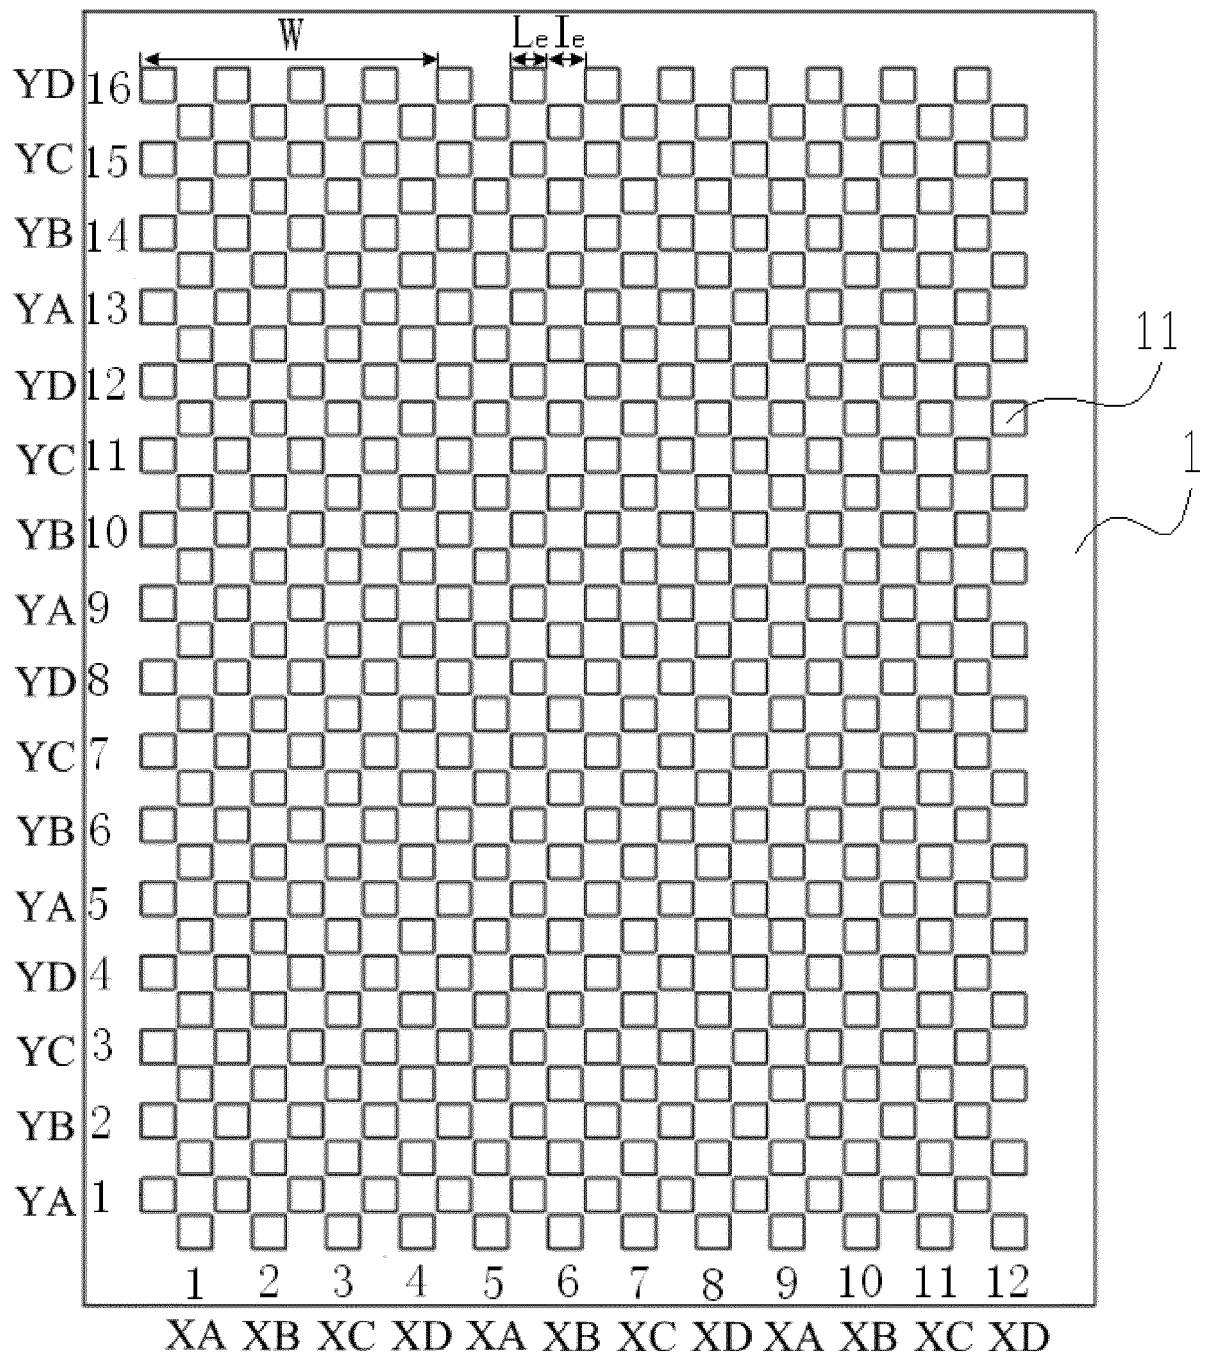 W Le Ie
YD 16
YC 15
YB 14
YA 13
11
YD 12
YC 11
1
YB 10
YA 9
YD 8
YC 7
YB 6
YA 5
YD 4
YC 3
YB 2
YA 1
1 2 3 4 5 6 7 8 9 10 11 12
XA XB XC XD XA XB XC XD XA XB XC XD